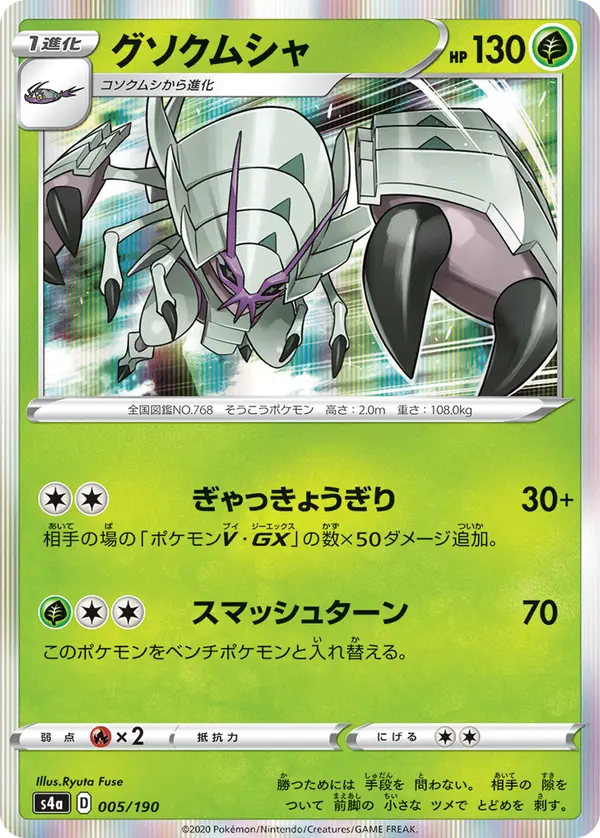 1進化
グソクムシャ
HP 130
コソクムシから進化
全国図鑑NO.768 そうこうポケモン 高さ:2.0m 重さ:108.0kg
ぎゃっきょうぎり 30+
相手の場の「ポケモンV・GX」の数×50ダメージ追加。
スマッシュターン 70
このポケモンをベンチポケモンと入れ替える。
弱点 ×2 抵抗力 にげる
Illus.Ryuta Fuse
s4a D 005/190
勝つためには 手段を 問わない。 相手の 隙を
ついて 前脚の 小さな ツメで とどめを 刺す。
©2020 Pokémon/Nintendo/Creatures/GAME FREAK.